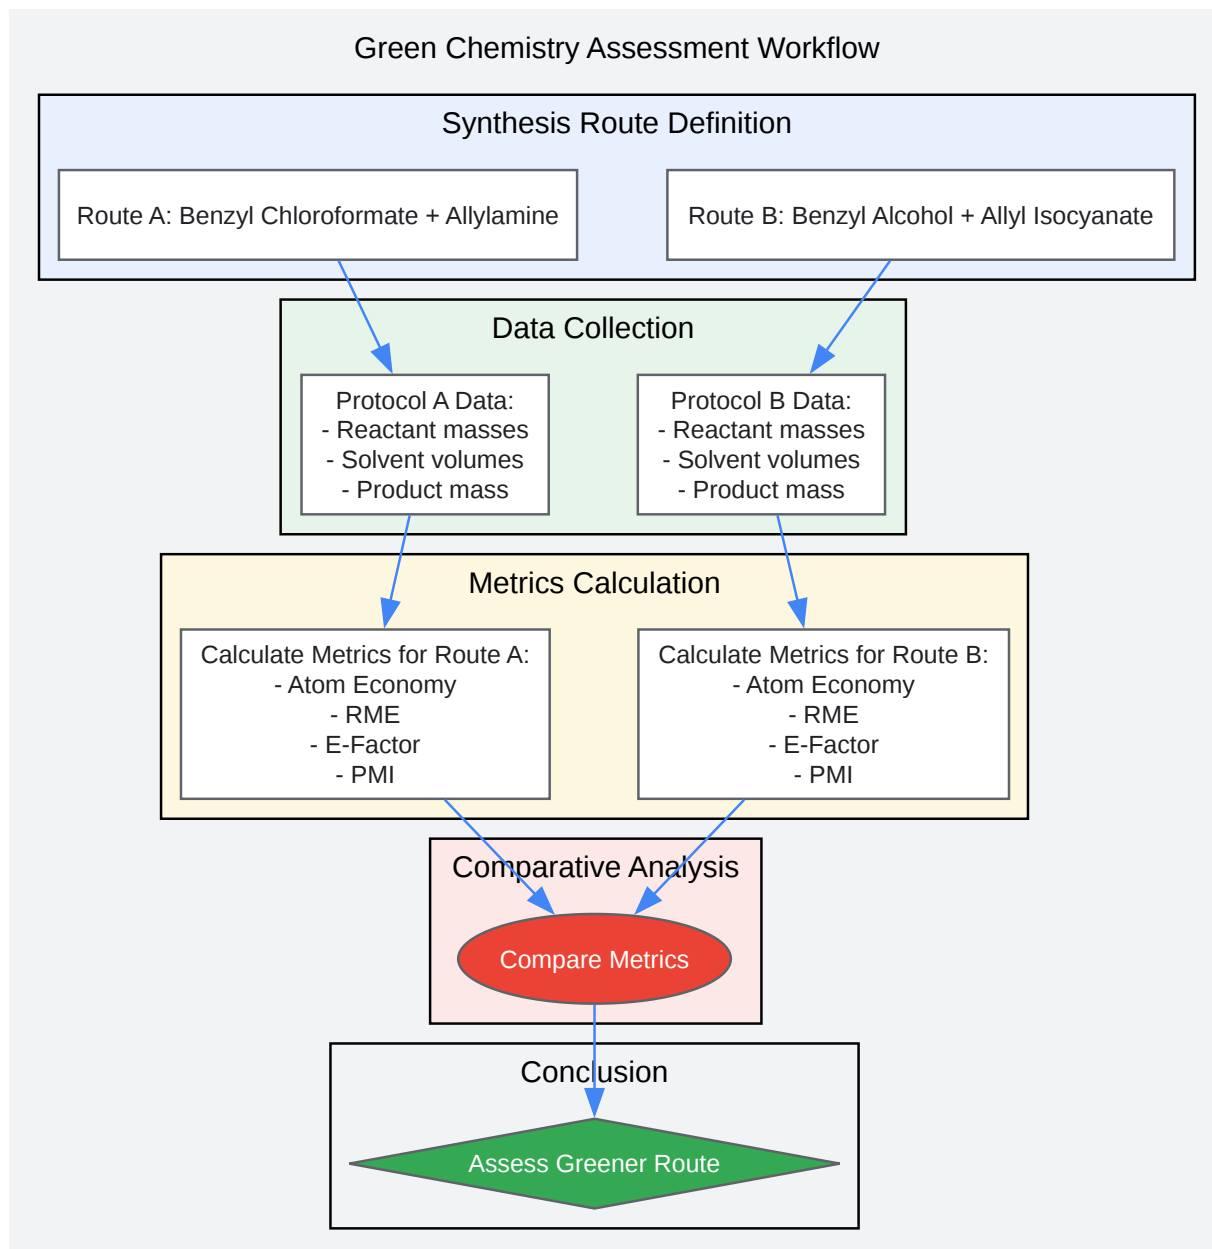 Green Chemistry Assessment Workflow
Synthesis Route Definition
Route A: Benzyl Chloroformate + Allylamine
Route B: Benzyl Alcohol + Allyl Isocyanate
Data Collection
Protocol A Data:
- Reactant masses
- Solvent volumes
- Product mass
Protocol B Data:
- Reactant masses
- Solvent volumes
- Product mass
Metrics Calculation
Calculate Metrics for Route A:
- Atom Economy
- RME
- E-Factor
- PMI
Calculate Metrics for Route B:
- Atom Economy
- RME
- E-Factor
- PMI
Comparative Analysis
Compare Metrics
Conclusion
Assess Greener Route